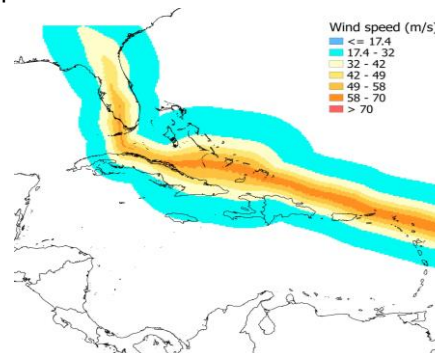 Wind speed (m/s)
<= 17.4
17.4 - 32
32 - 42
42 - 49
49 - 58
58 - 70
> 70